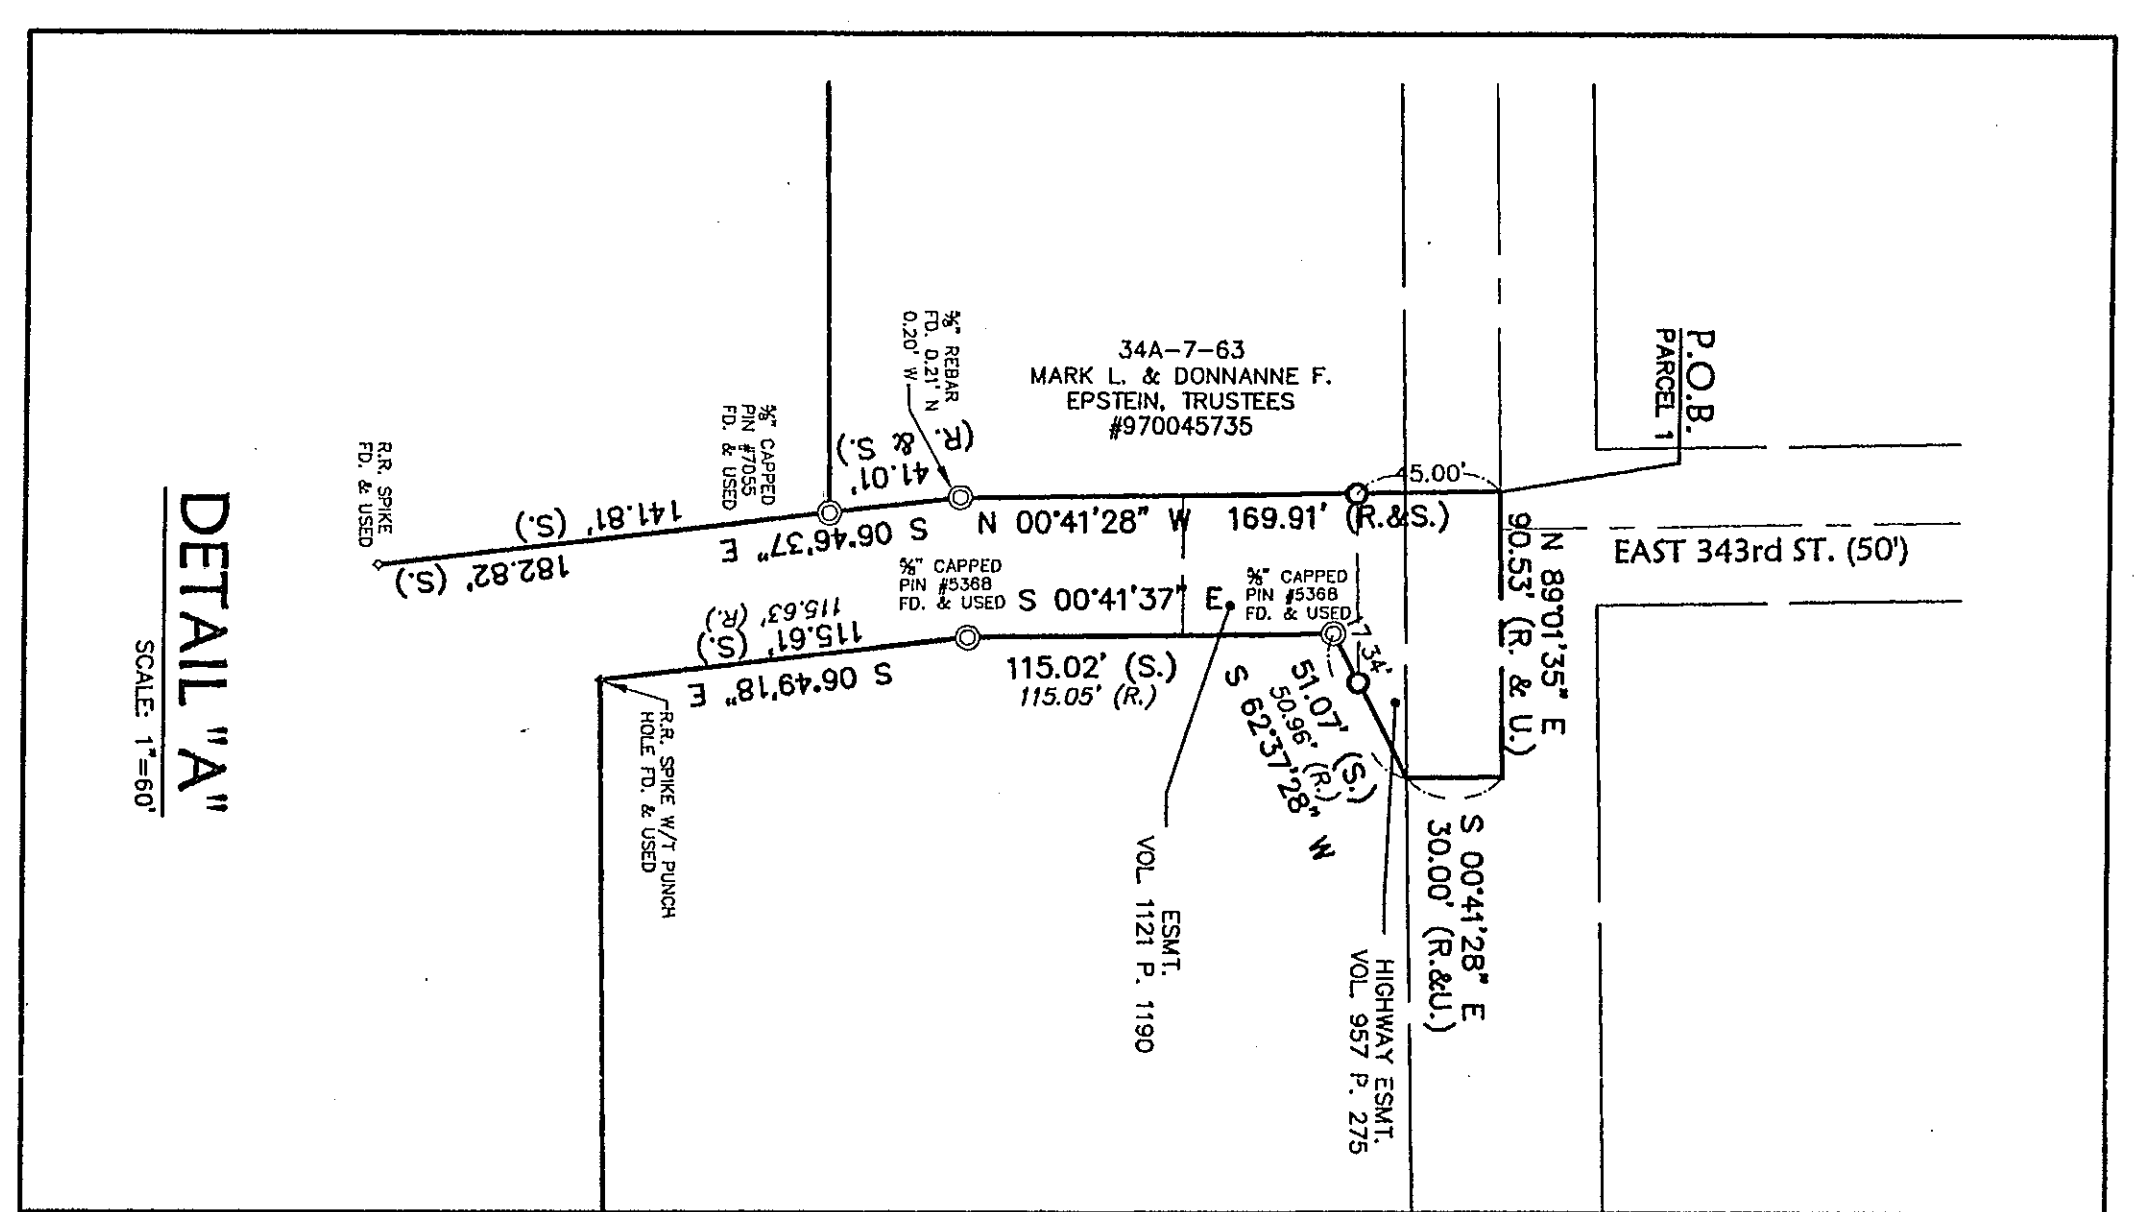 P.O.B.
PARCEL 1
34A-7-63
MARK L. & DONNANNE F.
EPSTEIN, TRUSTEES
#970045735
⅝" REBAR
FD. 0.21' N
0.20' W
(R. & S.)
41.01'
⅝" CAPPED
PIN #7055
FD. & USED
R.R. SPIKE
FD. & USED
141.81' (S.)
182.82' (S.)
S 06°46'37" E
N 00°41'28" W 169.91' (R.&S.)
45.00'
N 89°01'35" E
90.53' (R. & U.)
EAST 343rd ST. (50')
⅝" CAPPED
PIN #5368
FD. & USED
S 00°41'37" E
⅝" CAPPED
PIN #5368
FD. & USED
17.34'
115.63' (R.)
115.61' (S.)
S 06°49'18" E
115.02' (S.)
115.05' (R.)
51.07' (S.)
50.96' (R.)
S 62°37'28" W
R.R. SPIKE W/T PUNCH
HOLE FD. & USED
S 00°41'28" E
30.00' (R.&U.)
ESMT.
VOL. 1121 P. 1190
HIGHWAY ESMT.
VOL. 957 P. 275
DETAIL "A"
SCALE: 1"=60'